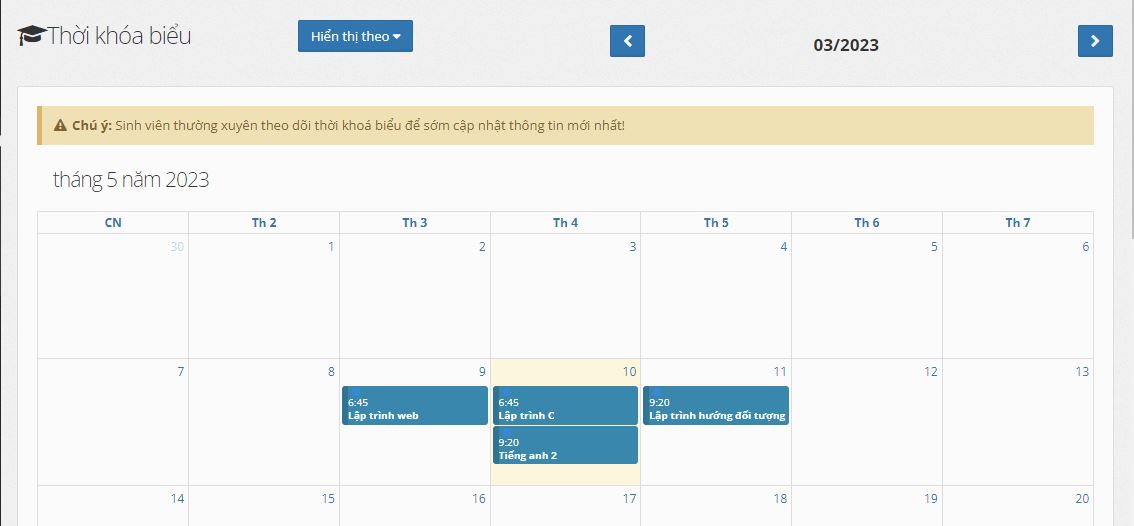 Thời khóa biểu
Hiển thị theo
03/2023
Chú ý: Sinh viên thường xuyên theo dõi thời khoá biểu để sớm cập nhật thông tin mới nhất!
tháng 5 năm 2023
CN Th 2 Th 3 Th 4 Th 5 Th 6 Th 7
30 1 2 3 4 5 6
7 8 9 10 11 12 13
6:45 6:45 9:20
Lập trình web Lập trình C Lập trình hướng đối tượng
9:20
Tiếng anh 2
14 15 16 17 18 19 20